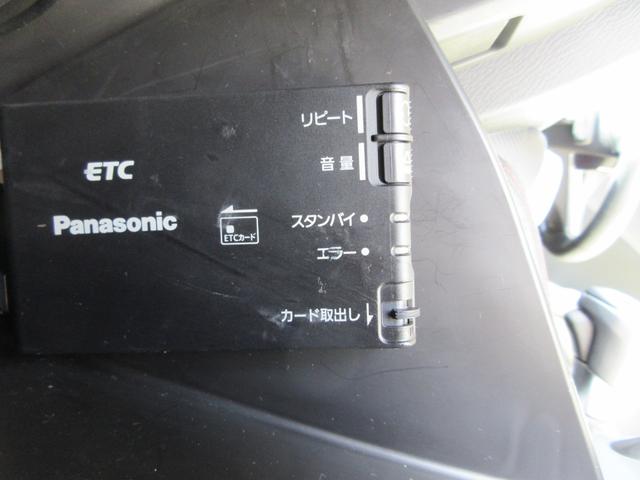 リピート
音量
ETC
Panasonic
ETCカード
スタンバイ
エラー
カード取出し